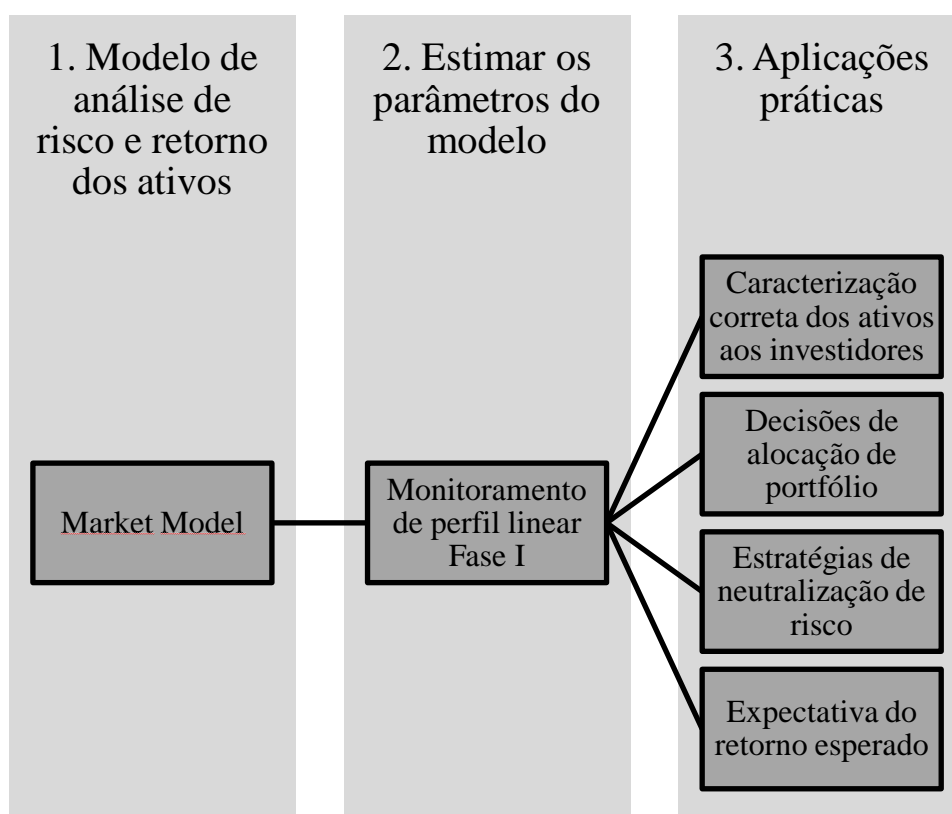 1. Modelo de
análise de
risco e retorno
dos ativos
2. Estimar os
parâmetros do
modelo
3. Aplicações
práticas
Market Model
Monitoramento
de perfil linear
Fase I
Caracterização
correta dos ativos
aos investidores
Decisões de
alocação de
portfólio
Estratégias de
neutralização de
risco
Expectativa do
retorno esperado